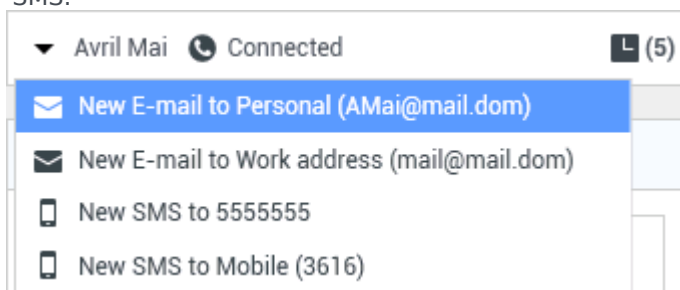 SMS.
Avril Mai Connected (5)
New E-mail to Personal (AMai@mail.dom)
New E-mail to Work address (mail@mail.dom)
New SMS to 5555555
New SMS to Mobile (3616)